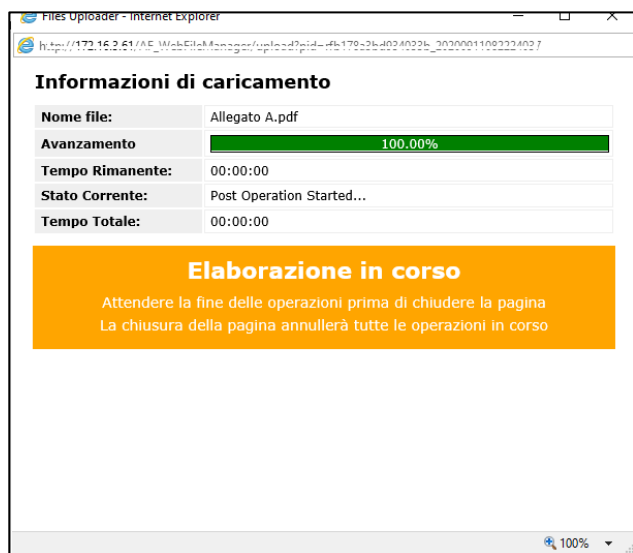 Files Uploader - Internet Explorer
Informazioni di caricamento
Nome file: Allegato A.pdf
Avanzamento 100.00%
Tempo Rimanente: 00:00:00
Stato Corrente: Post Operation Started...
Tempo Totale: 00:00:00
Elaborazione in corso
Attendere la fine delle operazioni prima di chiudere la pagina
La chiusura della pagina annullerà tutte le operazioni in corso
100%